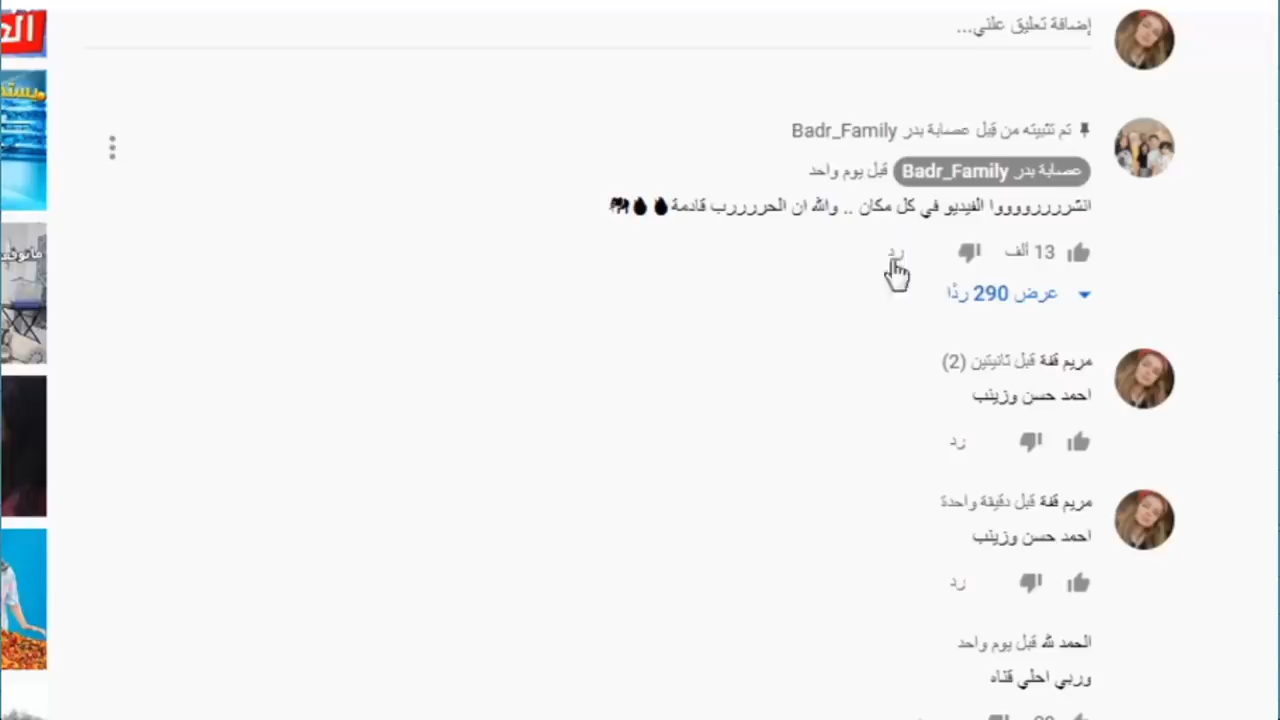 إضافة تعليق علني...
تم تثبيته من قبل عصابة بدر Badr_Family
عصابة بدر Badr_Family قبل يوم واحد
انشرررررووووا الفيديو في كل مكان .. والله ان الحررررب قادمة
13 ألف
رد
عرض 290 ردًا
مريم قفة قبل ثانيتين (2)
احمد حسن وزينب
رد
مريم قفة قبل دقيقة واحدة
احمد حسن وزينب
رد
الحمد لله قبل يوم واحد
وربي احلي قناه